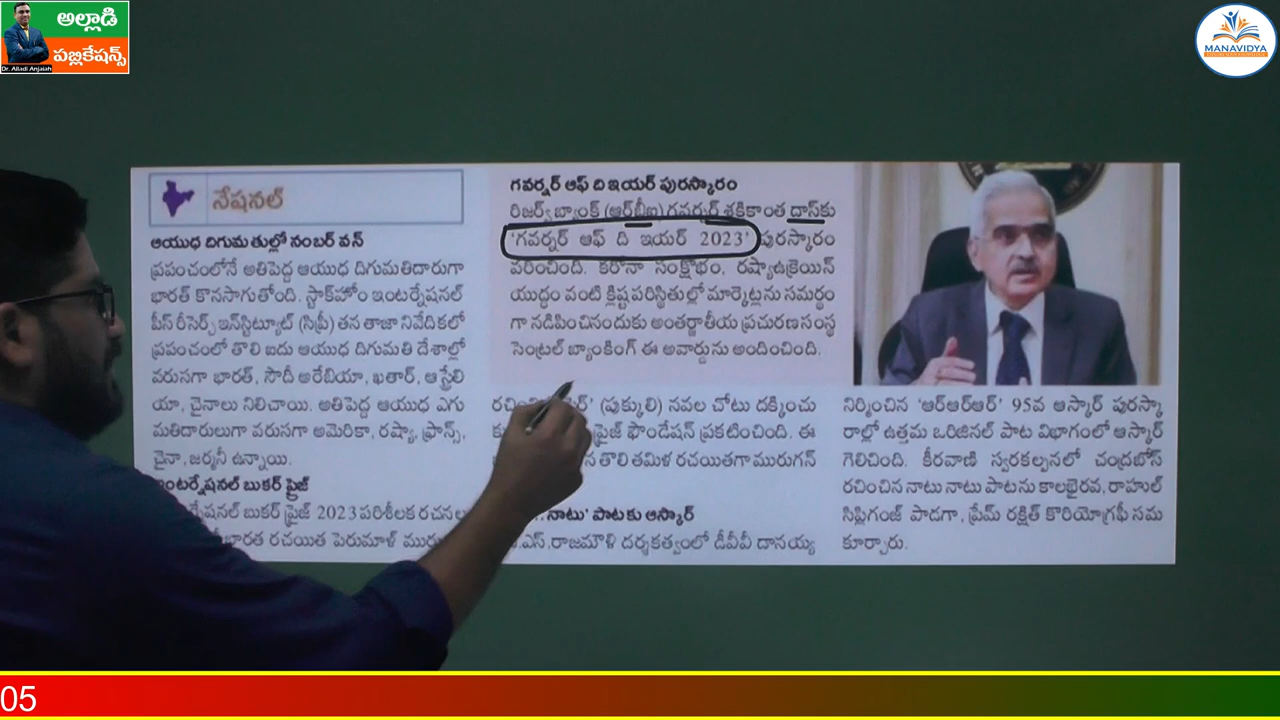 అల్లాడి
పబ్లికేషన్స్
Dr. Alladi Anjaiah
MANAVIDYA
నేషనల్
ఆయుధ దిగుమతుల్లో నంబర్ వన్
ప్రపంచంలోనే అతిపెద్ద ఆయుధ దిగుమతిదారుగా
భారత్ కొనసాగుతోంది. స్టాక్‌హోం ఇంటర్నేషనల్
పీస్ రీసెర్చ్ ఇన్‌స్టిట్యూట్ (సిప్రీ) తన తాజా నివేదికలో
ప్రపంచంలో తొలి ఐదు ఆయుధ దిగుమతి దేశాల్లో
వరుసగా భారత్, సౌదీ అరేబియా, ఖతార్, ఆస్ట్రేలి
యా, చైనాలు నిలిచాయి. అతిపెద్ద ఆయుధ ఎగు
మతిదారులుగా వరుసగా అమెరికా, రష్యా, ఫ్రాన్స్,
చైనా, జర్మనీ ఉన్నాయి.
ఇంటర్నేషనల్ బుకర్ ప్రైజ్
ర్నేషనల్ బుకర్ ప్రైజ్ 2023 పరిశీలక రచనల
భారత రచయిత పెరుమాళ్ మురు
గవర్నర్ ఆఫ్ ది ఇయర్ పురస్కారం
రిజర్వ్ బ్యాంక్ (ఆర్‌బీఐ) గవర్నర్ శక్తికాంత దాస్‌కు
'గవర్నర్ ఆఫ్ ది ఇయర్ 2023' పురస్కారం
వరించింది. కరోనా సంక్షోభం, రష్యాఉక్రెయిన్
యుద్ధం వంటి క్లిష్ట పరిస్థితుల్లో మార్కెట్లను సమర్థం
గా నడిపించినందుకు అంతర్జాతీయ ప్రచురణ సంస్థ
సెంట్రల్ బ్యాంకింగ్ ఈ అవార్డును అందించింది.
(పుక్కులి) నవల చోటు దక్కించు
ప్రైజ్ ఫౌండేషన్ ప్రకటించింది. ఈ
న తొలి తమిళ రచయితగా మురుగన్
నాటు' పాటకు ఆస్కార్
ఎస్.రాజమౌళి దర్శకత్వంలో డీవీవీ దానయ్య
నిర్మించిన 'ఆర్ఆర్ఆర్' 95వ ఆస్కార్ పురస్కా
రాల్లో ఉత్తమ ఒరిజినల్ పాట విభాగంలో ఆస్కార్
గెలిచింది. కీరవాణి స్వరకల్పనలో చంద్రబోస్
రచించిన నాటు నాటు పాటను కాలభైరవ, రాహుల్
సిప్లిగంజ్ పాడగా, ప్రేమ్ రక్షిత్ కొరియోగ్రఫీ సమ
కూర్చారు.
05